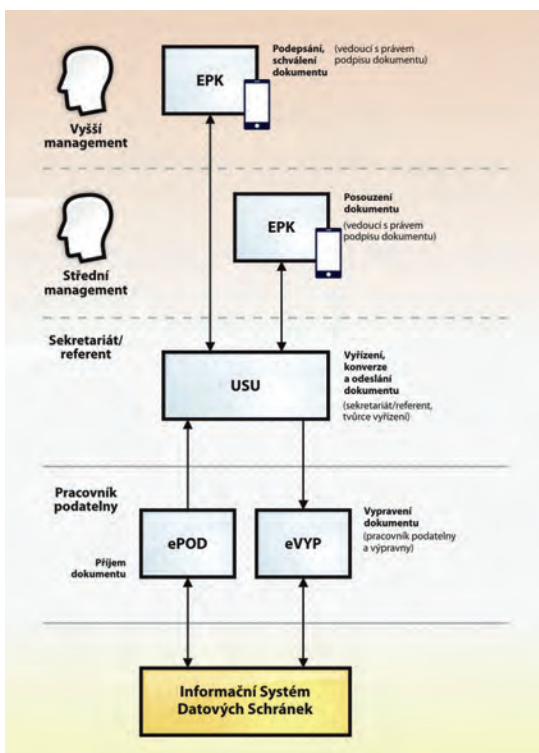 EPK
Podepsání,
schválení
dokumentu
(vedoucí s právem
podpisu dokumentu)
Vyšší
management
EPK
Posouzení
dokumentu
(vedoucí s právem
podpisu dokumentu)
Střední
management
Sekretariát/
referent
USU
Vyřízení,
konverze
a odeslání
dokumentu
(sekretariát/referent,
tvůrce vyřízení)
Pracovník
podatelny
ePOD
eVYP
Vypravení
dokumentu
(pracovník podatelny
a výpravny)
Příjem
dokumentu
Informační Systém
Datových Schránek